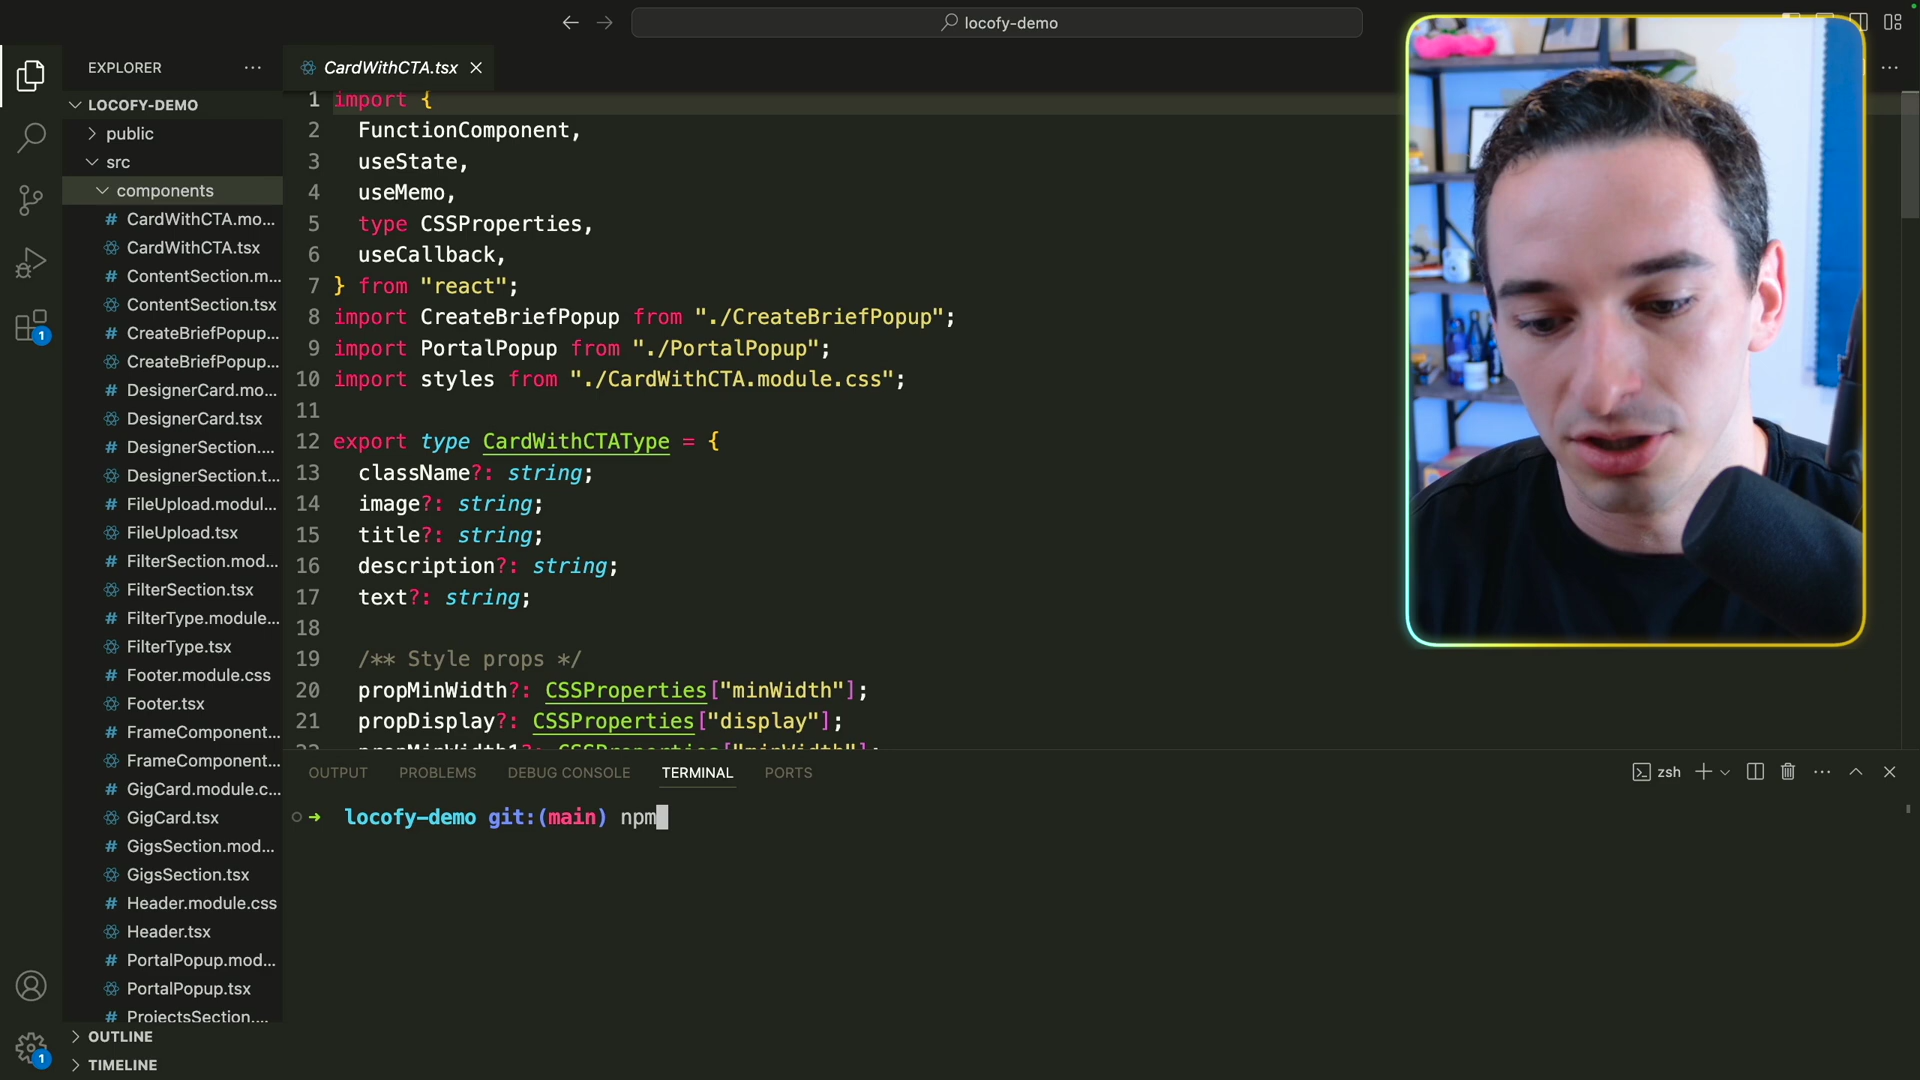 locofy-demo
EXPLORER
LOCOFY-DEMO
public
src
components
CardWithCTA.mo...
CardWithCTA.tsx
ContentSection.m...
ContentSection.tsx
CreateBriefPopup...
CreateBriefPopup...
DesignerCard.mo...
DesignerCard.tsx
DesignerSection....
DesignerSection.t...
FileUpload.modul...
FileUpload.tsx
FilterSection.mod...
FilterSection.tsx
FilterType.module...
FilterType.tsx
Footer.module.css
Footer.tsx
FrameComponent...
FrameComponent...
GigCard.module.c...
GigCard.tsx
GigsSection.mod...
GigsSection.tsx
Header.module.css
Header.tsx
PortalPopup.mod...
PortalPopup.tsx
ProjectsSection....
OUTLINE
TIMELINE
1
1
CardWithCTA.tsx
1 import {
2 FunctionComponent,
3 useState,
4 useMemo,
5 type CSSProperties,
6 useCallback,
7 } from "react";
8 import CreateBriefPopup from "./CreateBriefPopup";
9 import PortalPopup from "./PortalPopup";
10 import styles from "./CardWithCTA.module.css";
11
12 export type CardWithCTAType = {
13 className?: string;
14 image?: string;
15 title?: string;
16 description?: string;
17 text?: string;
18
19 /** Style props */
20 propMinWidth?: CSSProperties["minWidth"];
21 propDisplay?: CSSProperties["display"];
22 propMinWidth1?: CSSProperties["minWidth"];
OUTPUT PROBLEMS DEBUG CONSOLE TERMINAL PORTS
zsh
locofy-demo git:(main) npm